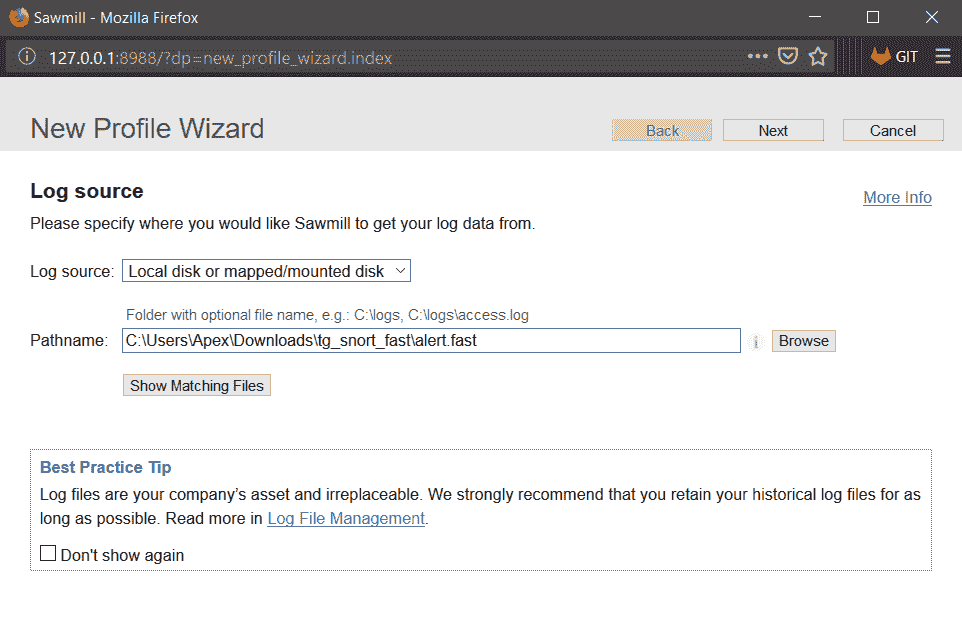 Sawmill - Mozilla Firefox
127.0.0.1:8988/?dp=new_profile_wizard.index
GIT
New Profile Wizard
Back Next Cancel
Log source
More Info
Please specify where you would like Sawmill to get your log data from.
Log source: Local disk or mapped/mounted disk
Folder with optional file name, e.g.: C:\logs, C:\logs\access.log
Pathname: C:\Users\Apex\Downloads\tg_snort_fast\alert.fast i Browse
Show Matching Files
Best Practice Tip
Log files are your company's asset and irreplaceable. We strongly recommend that you retain your historical log files for as
long as possible. Read more in Log File Management.
Don't show again